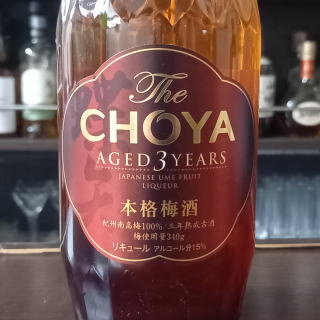 The
CHOYA
AGED 3 YEARS
JAPANESE UME FRUIT
LIQUEUR
本格梅酒
紀州南高梅100%/三年熟成古酒
梅使用量340g
リキュール アルコール分15%